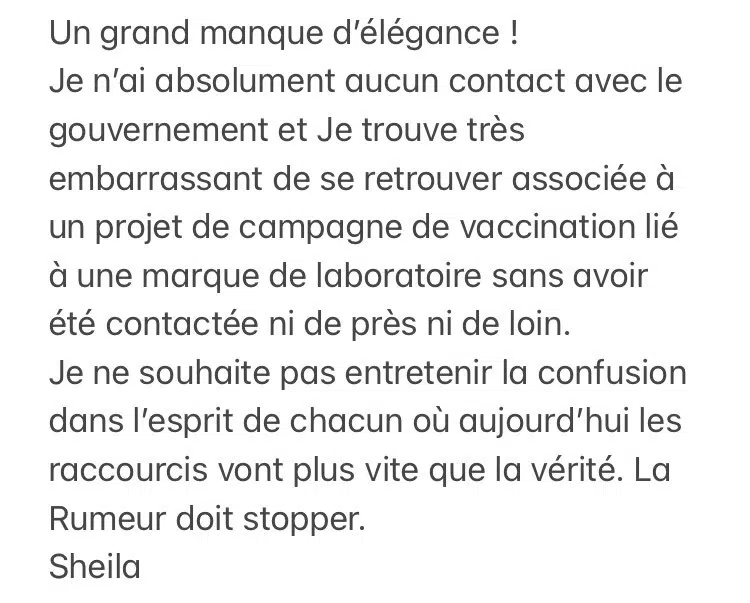 Un grand manque d’élégance !
Je n’ai absolument aucun contact avec le
gouvernement et Je trouve très
embarrassant de se retrouver associée à
un projet de campagne de vaccination lié
à une marque de laboratoire sans avoir
été contactée ni de près ni de loin.
Je ne souhaite pas entretenir la confusion
dans l’esprit de chacun où aujourd’hui les
raccourcis vont plus vite que la vérité. La
Rumeur doit stopper.
Sheila